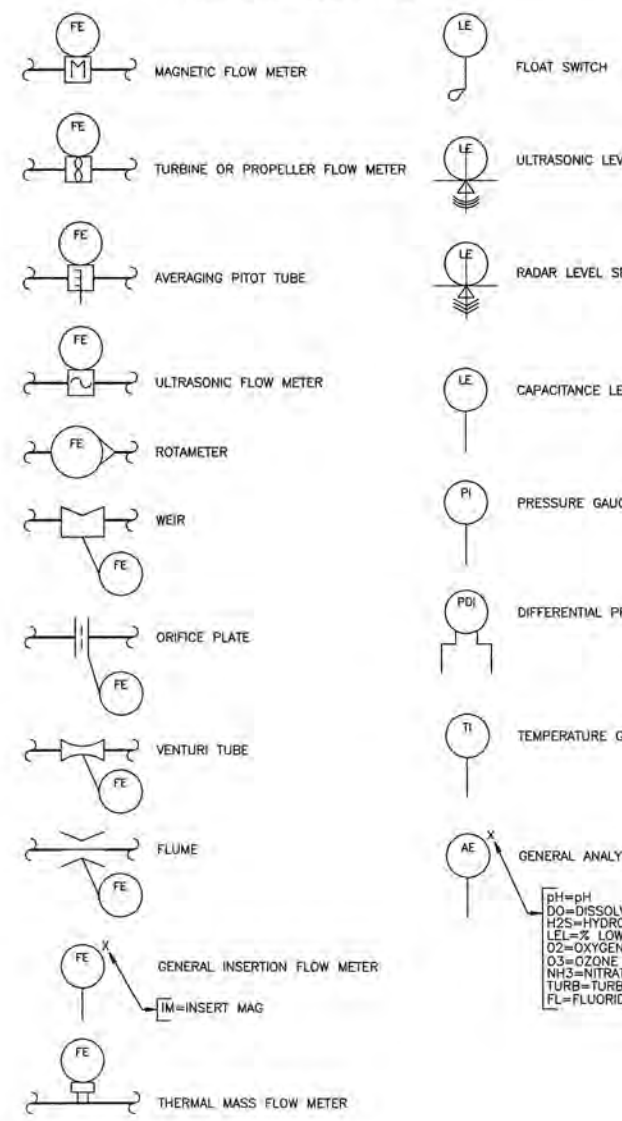 FE
M
MAGNETIC FLOW METER
FE
TURBINE OR PROPELLER FLOW METER
FE
AVERAGING PITOT TUBE
FE
ULTRASONIC FLOW METER
FE
ROTAMETER
WEIR
FE
ORIFICE PLATE
FE
VENTURI TUBE
FE
FLUME
FE
FE
X
GENERAL INSERTION FLOW METER
IM=INSERT MAG
FE
THERMAL MASS FLOW METER
LE
FLOAT SWITCH
LE
ULTRASONIC LEV
LE
RADAR LEVEL S
LE
CAPACITANCE LE
PI
PRESSURE GAUG
PDI
DIFFERENTIAL PR
TI
TEMPERATURE G
AE
X
GENERAL ANALY
pH=pH
DO=DISSOLV
H2S=HYDRO
LEL=% LOW
O2=OXYGEN
O3=OZONE
NH3=NITRAT
TURB=TURB
FL=FLUORID